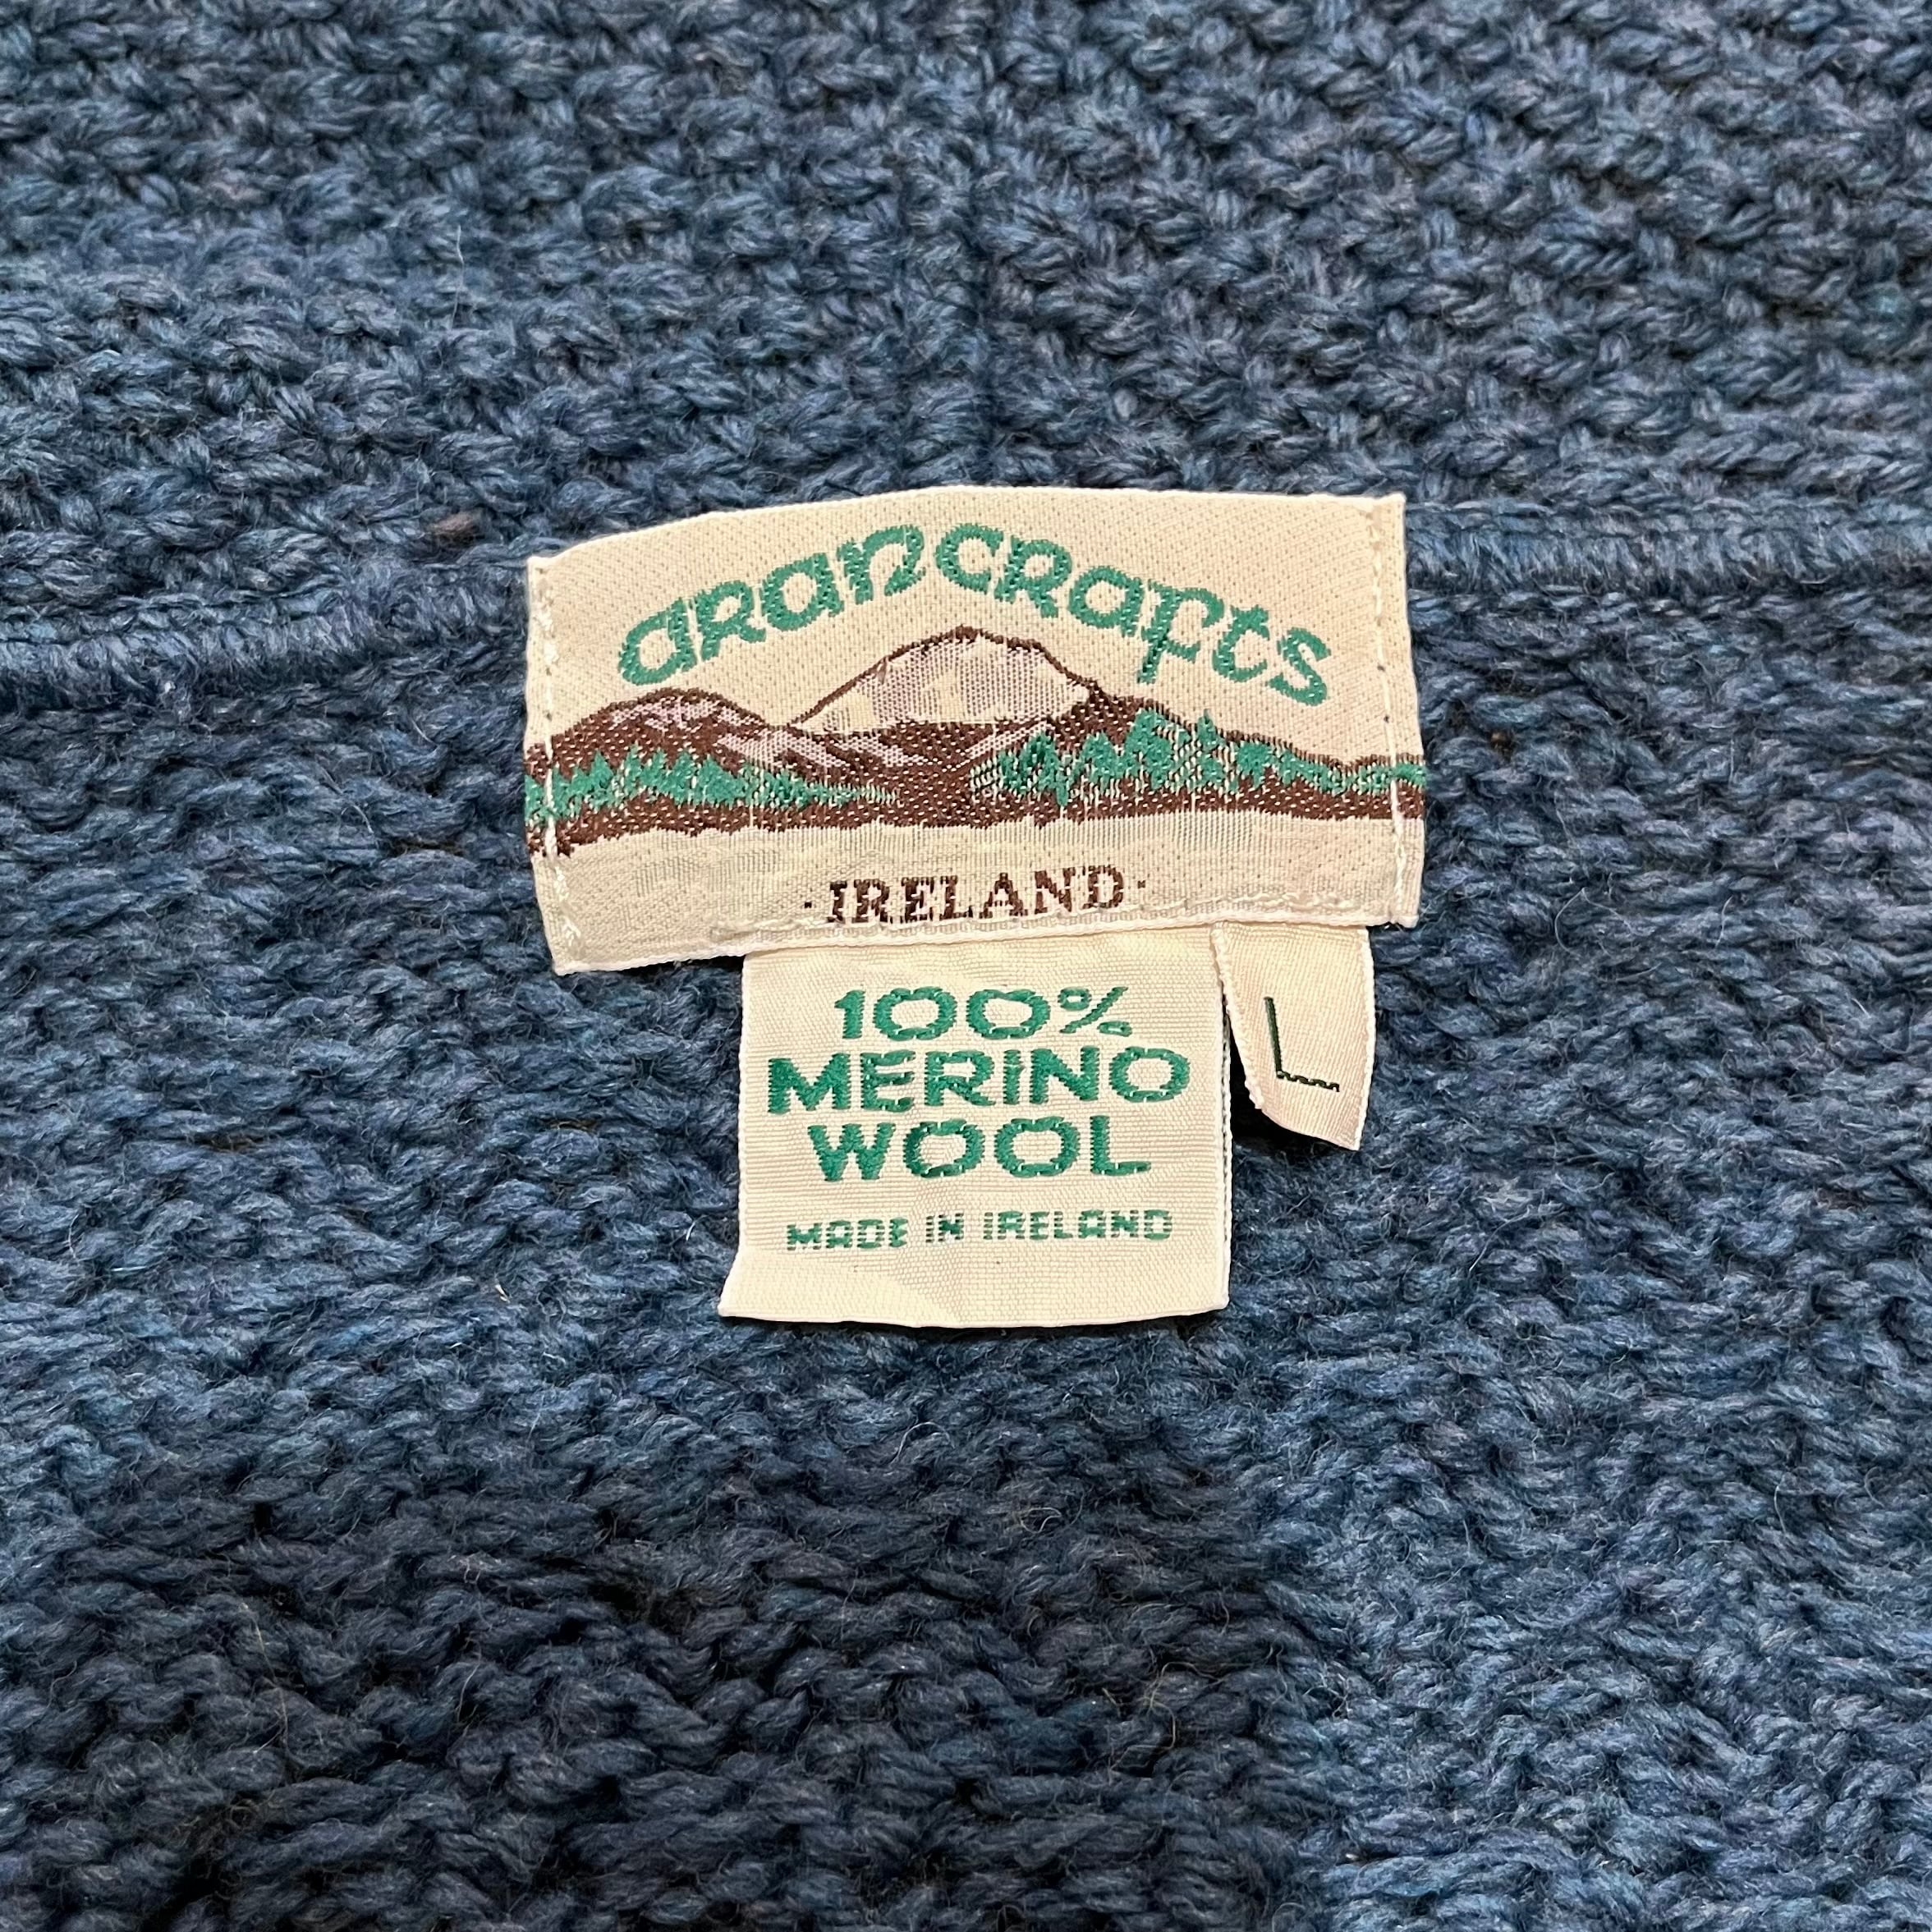 arancrafts
·IRELAND·
100%
MERINO
WOOL
MADE IN IRELAND
L